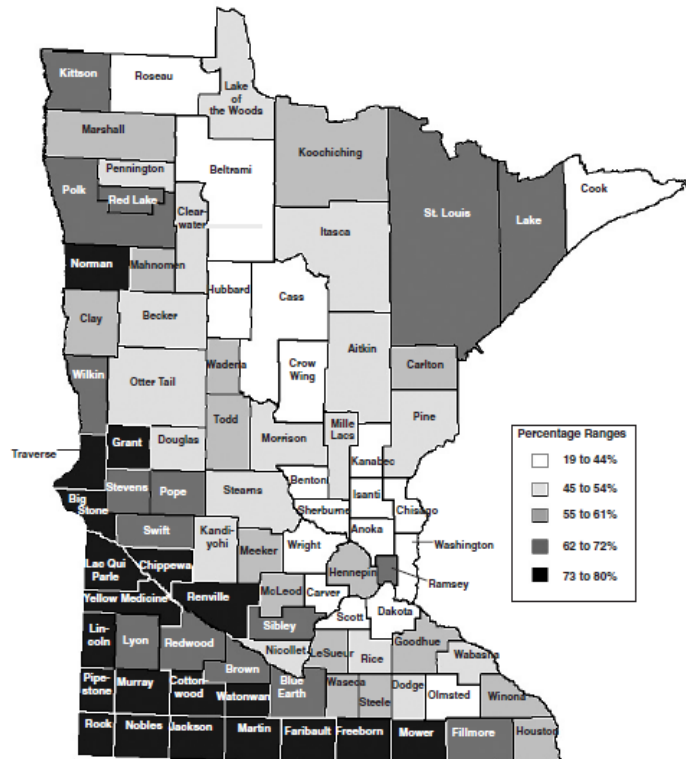 Kittson
Roseau
Lake
of
the Woods
Marshall
Koochiching
Pennington
Beltrami
Cook
Polk
Red Lake
Clear-
water
St. Louis
Lake
Itasca
Norman
Mahnomen
Hubbard
Cass
Clay
Becker
Aitkin
Wadena
Crow
Wing
Carlton
Wilkin
Otter Tail
Todd
Mille
Lacs
Pine
Traverse
Grant
Douglas
Morrison
Kanabec
Percentage Ranges
19 to 44%
45 to 54%
55 to 61%
62 to 72%
73 to 80%
Big
Stone
Stevens
Pope
Stearns
Benton
Isanti
Sherburne
Chisago
Swift
Kandi-
yohi
Anoka
Washington
Lac Qui
Parle
Chippewa
Meeker
Wright
Hennepin
Ramsey
Yellow Medicine
Renville
McLeod
Carver
Scott
Dakota
Lin-
coln
Lyon
Redwood
Sibley
Nicollet
LeSueur
Rice
Goodhue
Wabasha
Pipe-
stone
Murray
Cotton-
wood
Brown
Watonwan
Blue
Earth
Waseca
Steele
Dodge
Olmsted
Winona
Rock
Nobles
Jackson
Martin
Faribault
Freeborn
Mower
Fillmore
Houston